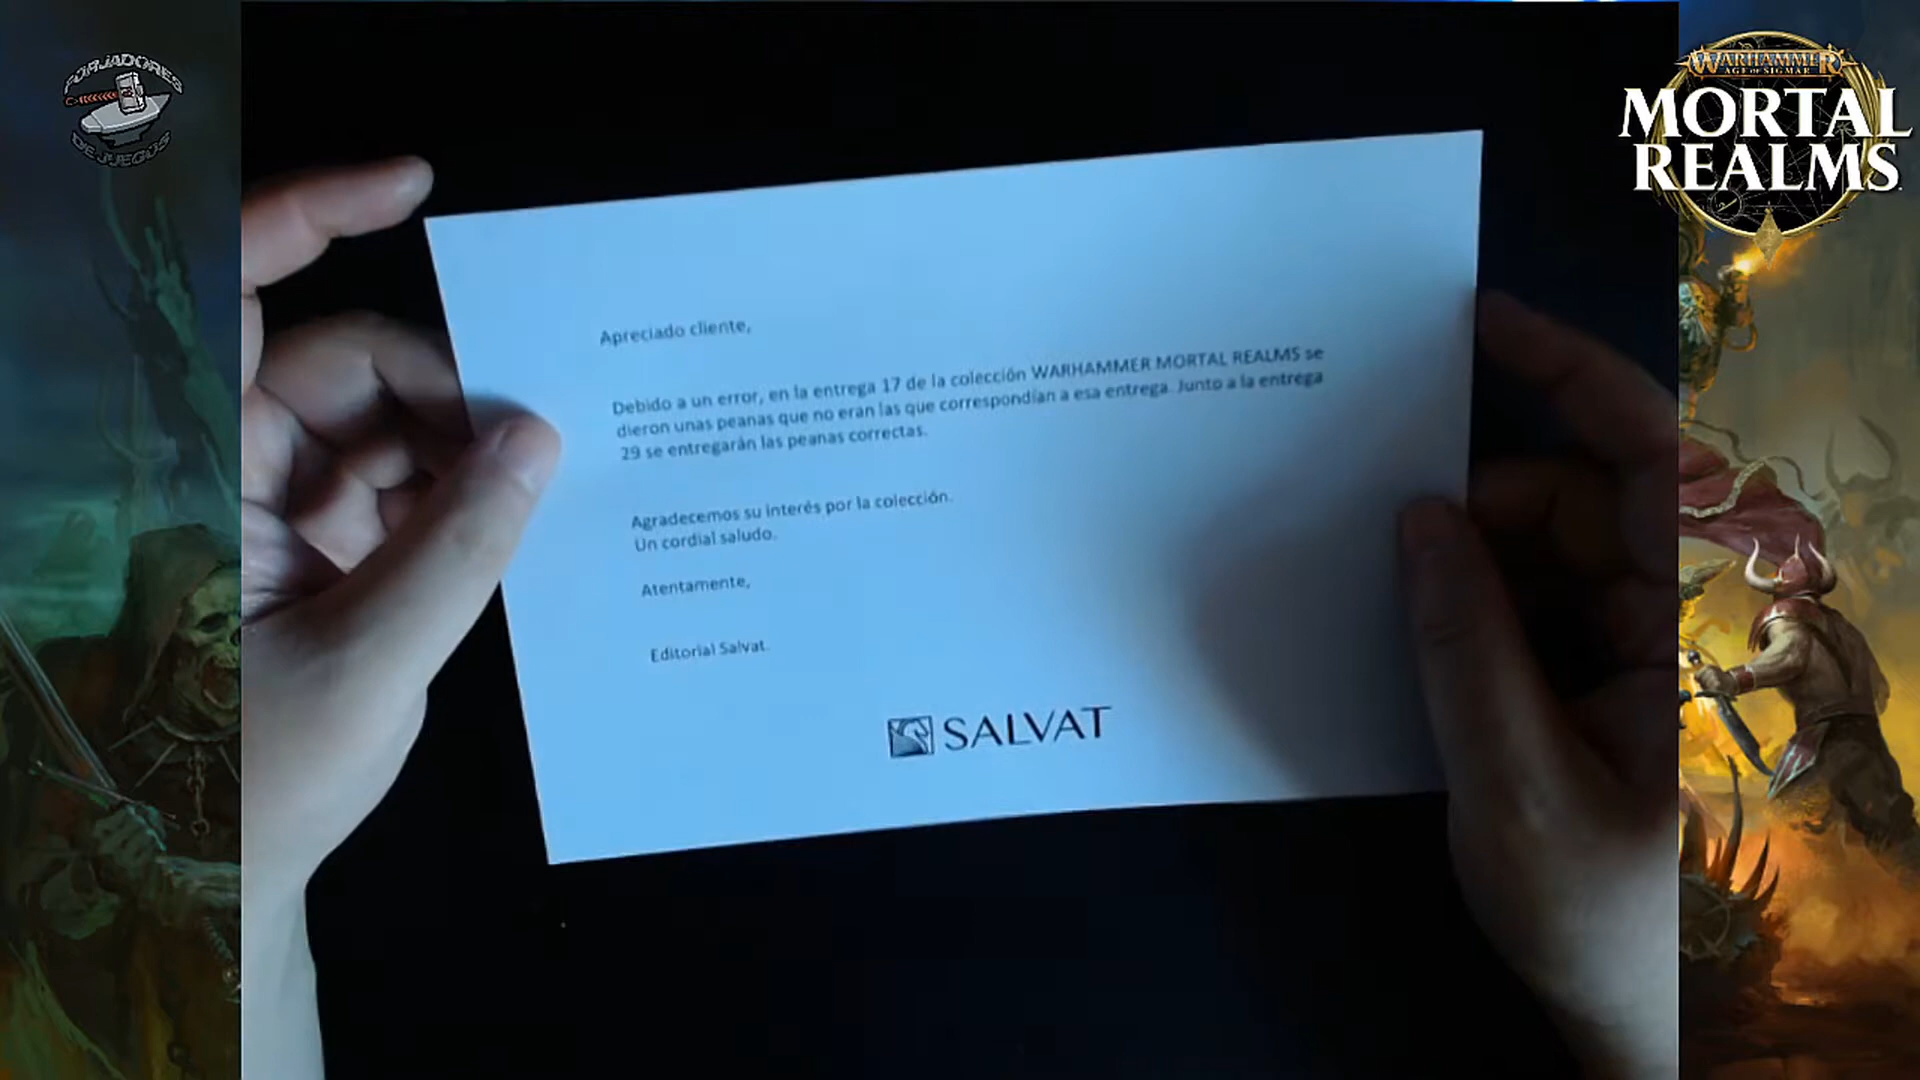 FORJADORES
DE JUEGOS
WARHAMMER
AGE OF SIGMAR
MORTAL
REALMS
Apreciado cliente,
Debido a un error, en la entrega 17 de la colección WARHAMMER MORTAL REALMS se
dieron unas peanas que no eran las que correspondían a esa entrega. Junto a la entrega
29 se entregarán las peanas correctas.
Agradecemos su interés por la colección.
Un cordial saludo.
Atentamente,
Editorial Salvat.
SALVAT